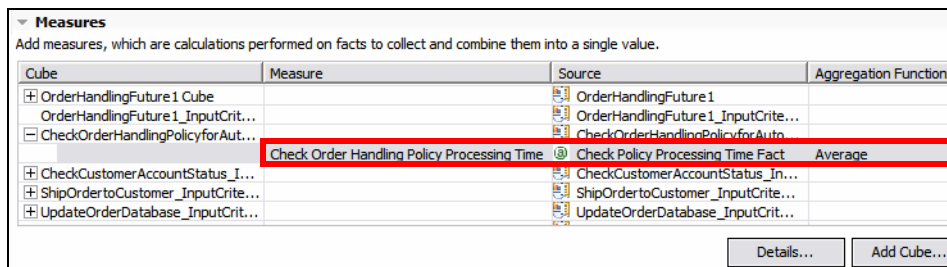 Measures
Add measures, which are calculations performed on facts to collect and combine them into a single value.
Cube Measure Source Aggregation Function
OrderHandlingFuture1 Cube OrderHandlingFuture1
OrderHandlingFuture1_InputCrit... OrderHandlingFuture1_InputCrite...
CheckOrderHandlingPolicyforAut... CheckOrderHandlingPolicyforAuto...
Check Order Handling Policy Processing Time Check Policy Processing Time Fact Average
CheckCustomerAccountStatus_I... CheckCustomerAccountStatus_In...
ShipOrdertoCustomer_InputCrite... ShipOrdertoCustomer_InputCrite...
UpdateOrderDatabase_InputCrit... UpdateOrderDatabase_InputCrit...
Details... Add Cube...